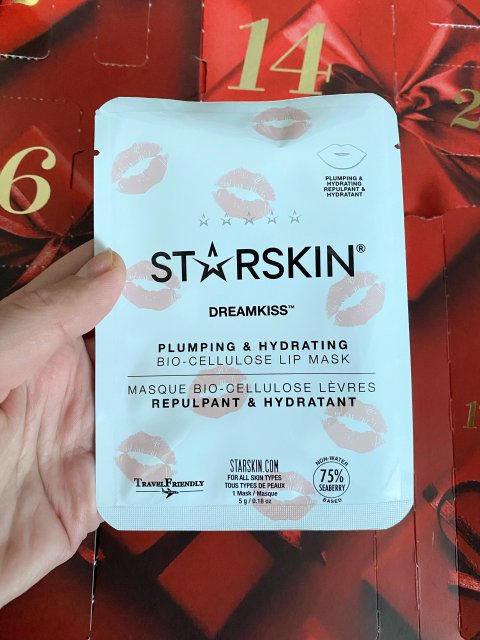 14
2
6
PLUMPING &
HYDRATING
REPULPANT &
HYDRATANT
STARSKIN®
DREAMKISS™
PLUMPING & HYDRATING
BIO-CELLULOSE LIP MASK
MASQUE BIO-CELLULOSE LÈVRES
REPULPANT & HYDRATANT
TRAVELFRIENDLY
STARSKIN.COM
FOR ALL SKIN TYPES
TOUS TYPES DE PEAUX
1 Mask / Masque
5 g / 0.18 oz
NON-WATER
75%
SEABERRY
BASED